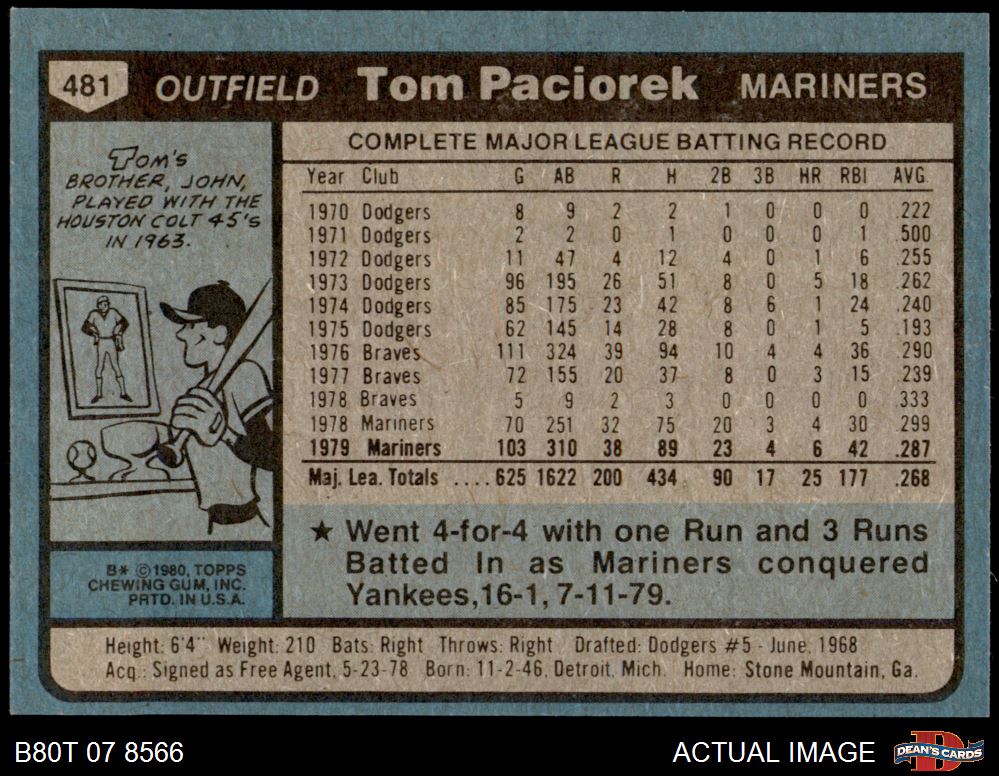 481 OUTFIELD Tom Paciorek MARINERS
TOM'S
BROTHER, JOHN,
PLAYED WITH THE
HOUSTON COLT 45's
IN 1963.
COMPLETE MAJOR LEAGUE BATTING RECORD
Year Club G AB R H 2B 3B HR RBI AVG
1970 Dodgers 8 9 2 2 1 0 0 0 .222
1971 Dodgers 2 2 0 1 0 0 0 1 .500
1972 Dodgers 11 47 4 12 4 0 1 6 .255
1973 Dodgers 96 195 26 51 8 0 5 18 .262
1974 Dodgers 85 175 23 42 8 6 1 24 .240
1975 Dodgers 62 145 14 28 8 0 1 5 .193
1976 Braves 111 324 39 94 10 4 4 36 .290
1977 Braves 72 155 20 37 8 0 3 15 .239
1978 Braves 5 9 2 3 0 0 0 0 .333
1978 Mariners 70 251 32 75 20 3 4 30 .299
1979 Mariners 103 310 38 89 23 4 6 42 .287
Maj. Lea. Totals ....625 1622 200 434 90 17 25 177 .268
★ Went 4-for-4 with one Run and 3 Runs
Batted In as Mariners conquered
Yankees,16-1, 7-11-79.
B* ©1980, TOPPS
CHEWING GUM, INC.
PRTD. IN U.S.A.
Height: 6'4" Weight: 210 Bats: Right Throws: Right Drafted: Dodgers #5 - June, 1968
Acq.: Signed as Free Agent, 5-23-78 Born: 11-2-46, Detroit, Mich. Home: Stone Mountain, Ga.
B80T 07 8566 ACTUAL IMAGE DEAN'S CARDS